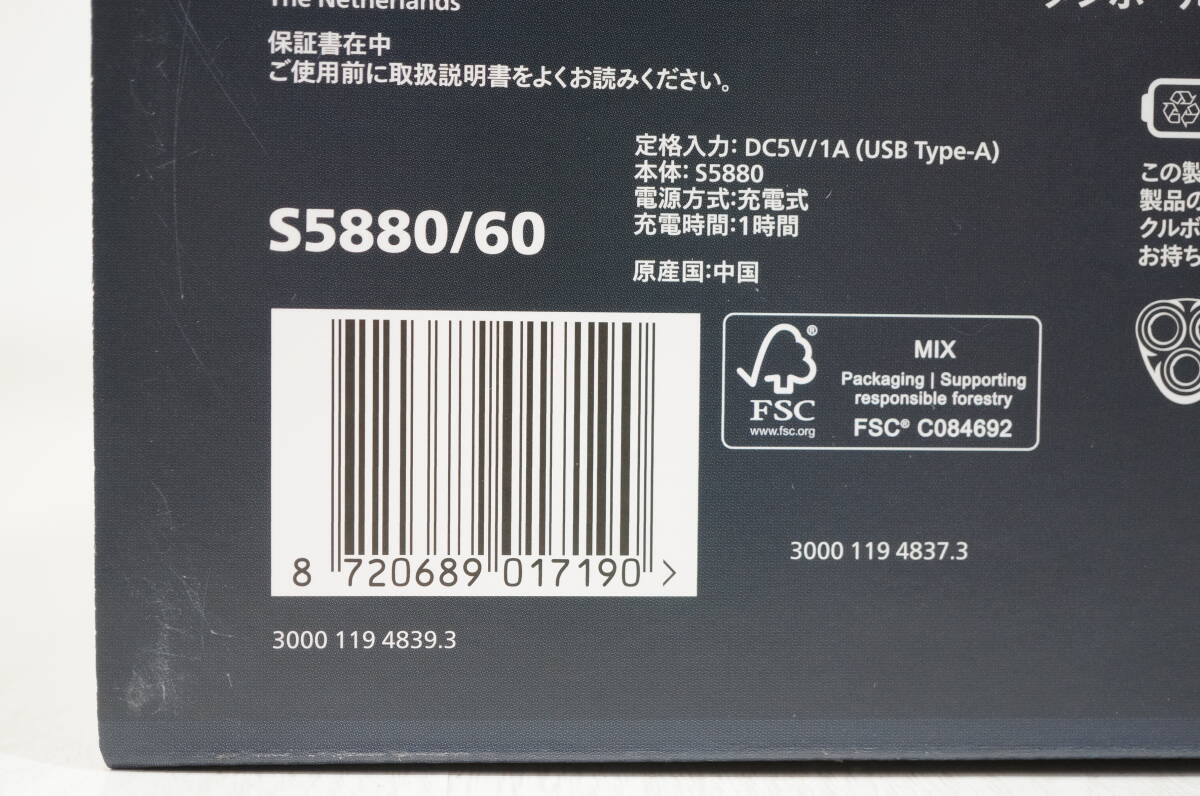 The Netherlands
保証書在中
ご使用前に取扱説明書をよくお読みください。
定格入力: DC5V/1A (USB Type-A)
本体: S5880
電源方式:充電式
充電時間:1時間
原産国:中国
S5880/60
8 720689 017190 >
3000 119 4839.3
FSC®
www.fsc.org
MIX
Packaging | Supporting
responsible forestry
FSC® C084692
3000 119 4837.3
この製
製品の
クルボ
お持ち